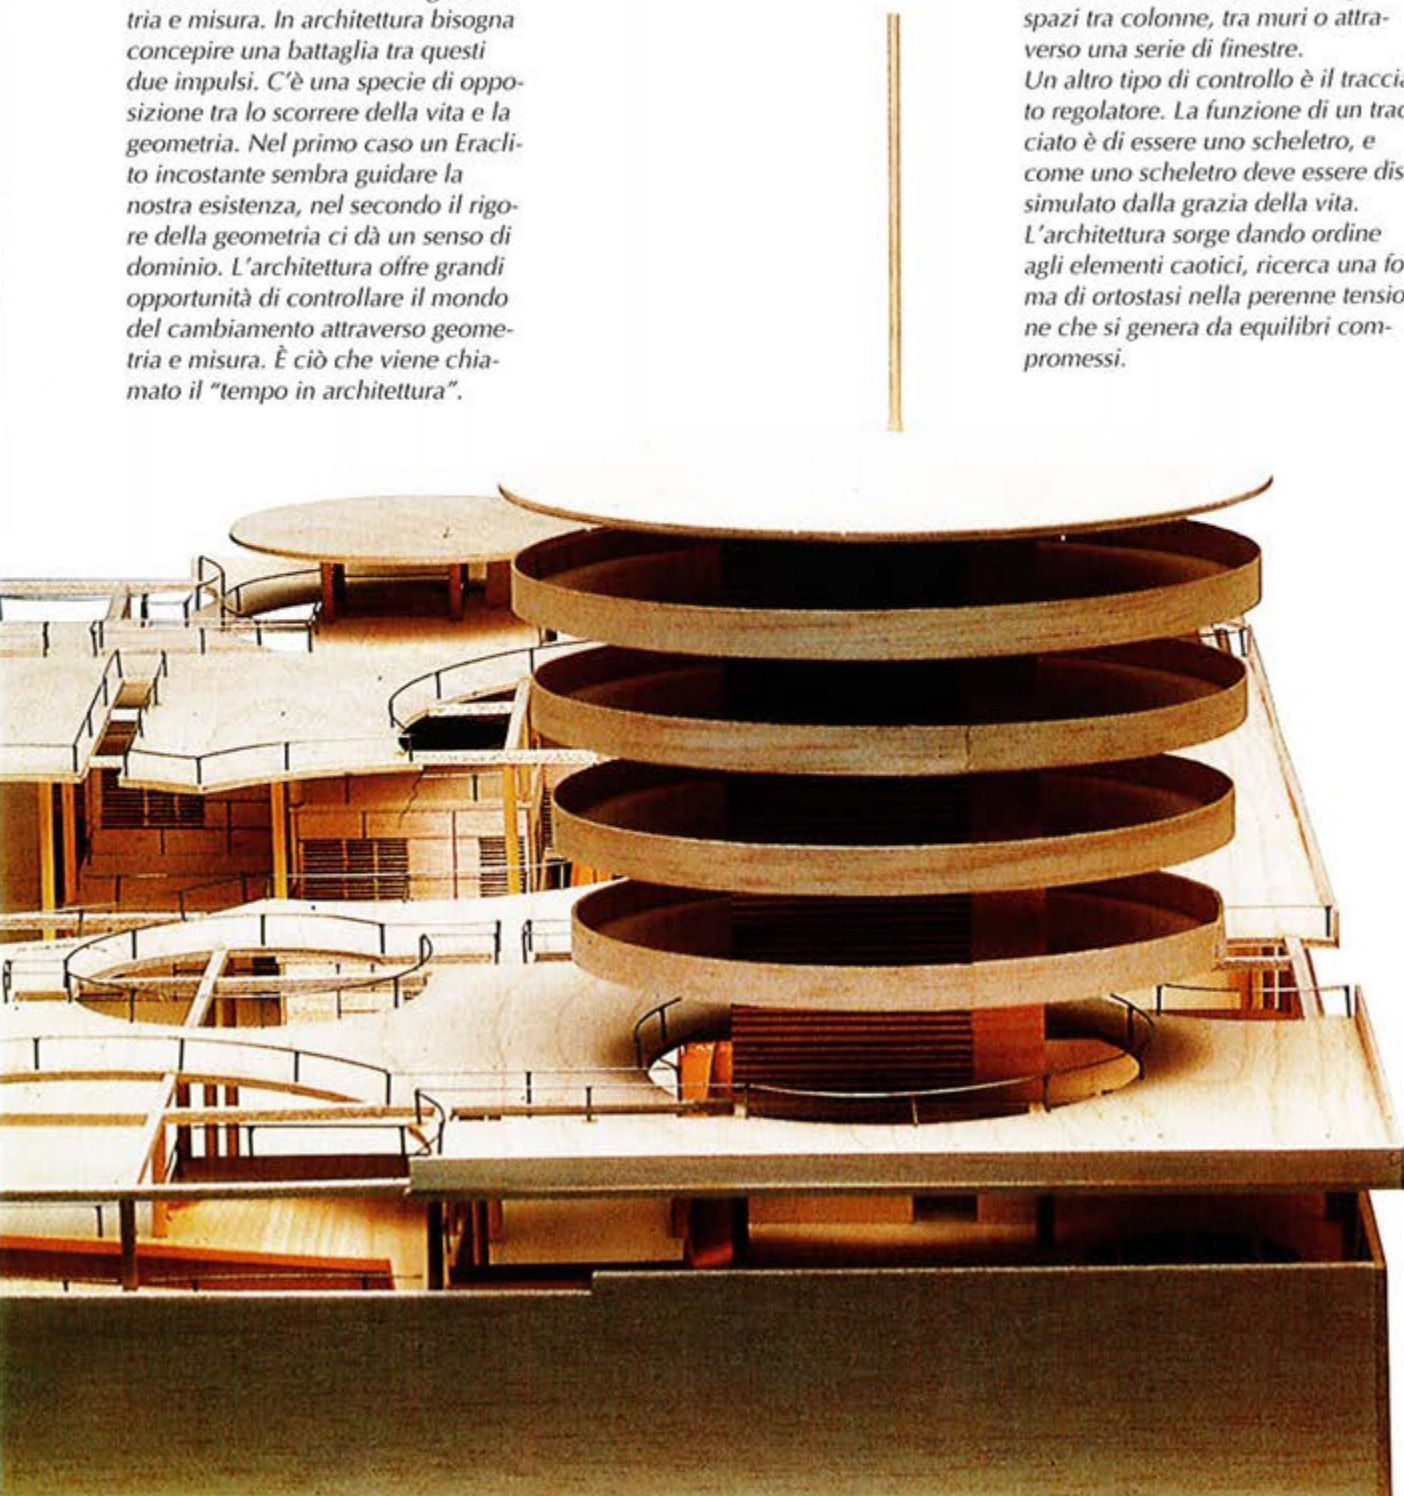 tria e misura. In architettura bisogna
concepire una battaglia tra questi
due impulsi. C'è una specie di oppo-
sizione tra lo scorrere della vita e la
geometria. Nel primo caso un Eracli-
to incostante sembra guidare la
nostra esistenza, nel secondo il rigo-
re della geometria ci dà un senso di
dominio. L'architettura offre grandi
opportunità di controllare il mondo
del cambiamento attraverso geome-
tria e misura. È ciò che viene chia-
mato il "tempo in architettura".
spazi tra colonne, tra muri o attra-
verso una serie di finestre.
Un altro tipo di controllo è il traccia
to regolatore. La funzione di un trac
ciato è di essere uno scheletro, e
come uno scheletro deve essere dis
simulato dalla grazia della vita.
L'architettura sorge dando ordine
agli elementi caotici, ricerca una fo
ma di ortostasi nella perenne tensio
ne che si genera da equilibri com-
promessi.